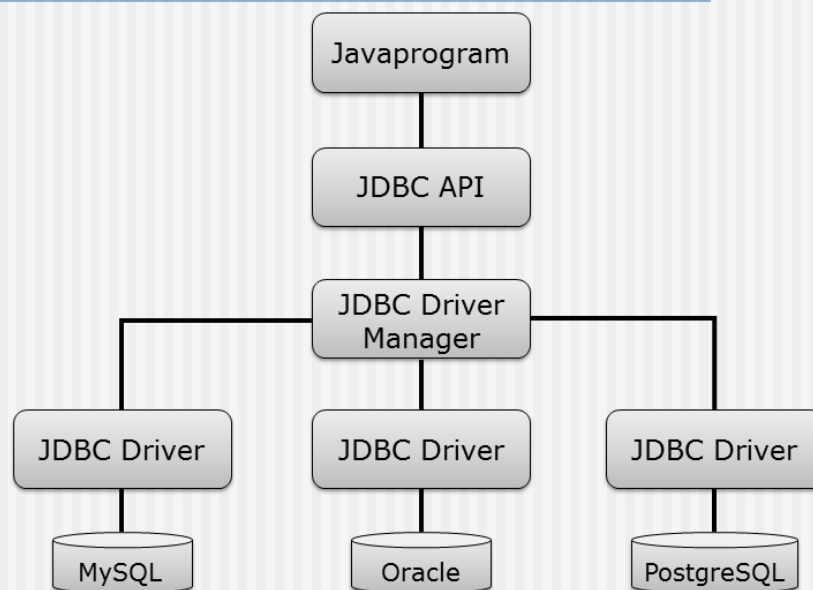 Javaprogram
JDBC API
JDBC Driver
Manager
JDBC Driver
JDBC Driver
JDBC Driver
MySQL
Oracle
PostgreSQL